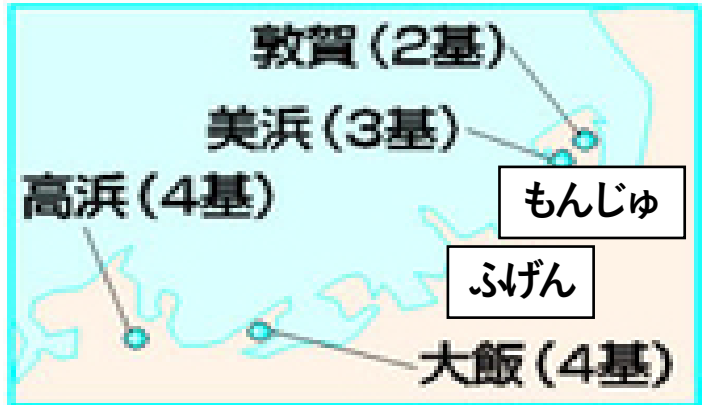 敦賀(2基)
美浜(3基)
もんじゅ
高浜(4基)
ふげん
大飯(4基)